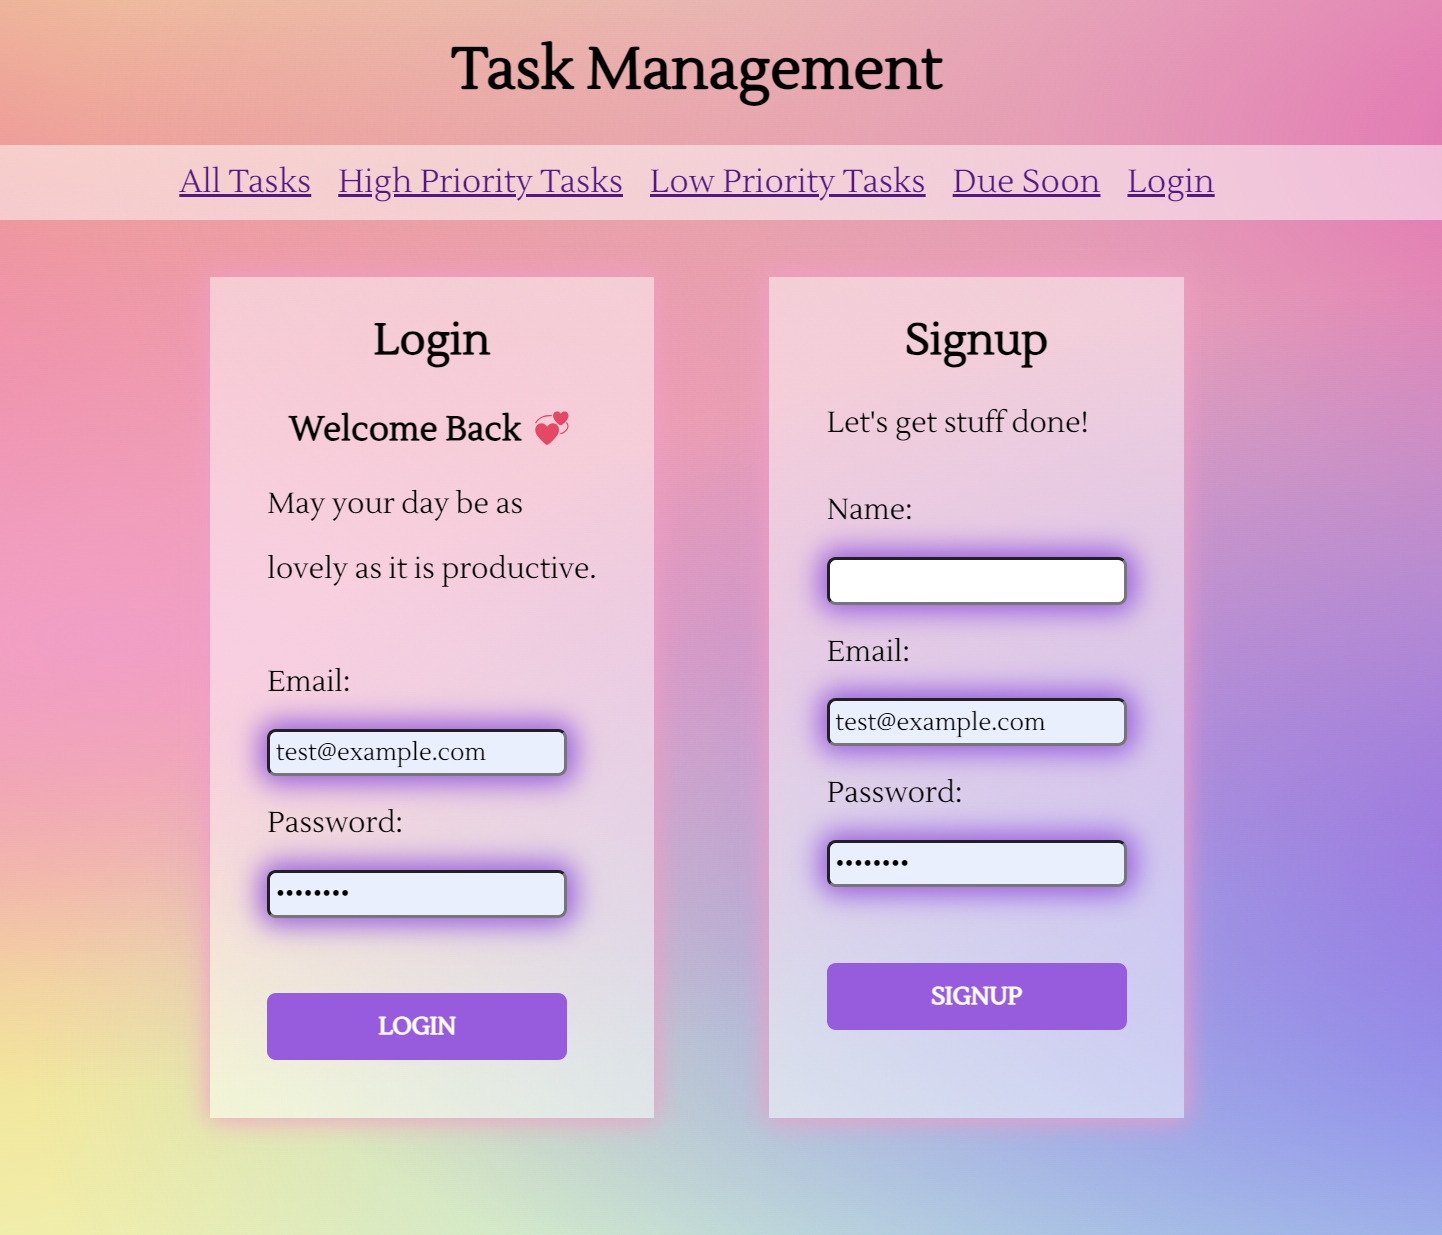 Task Management
All Tasks High Priority Tasks Low Priority Tasks Due Soon Login
Login
Welcome Back 💞
May your day be as
lovely as it is productive.
Email:
test@example.com
Password:
••••••••
LOGIN
Signup
Let's get stuff done!
Name:
Email:
test@example.com
Password:
••••••••
SIGNUP